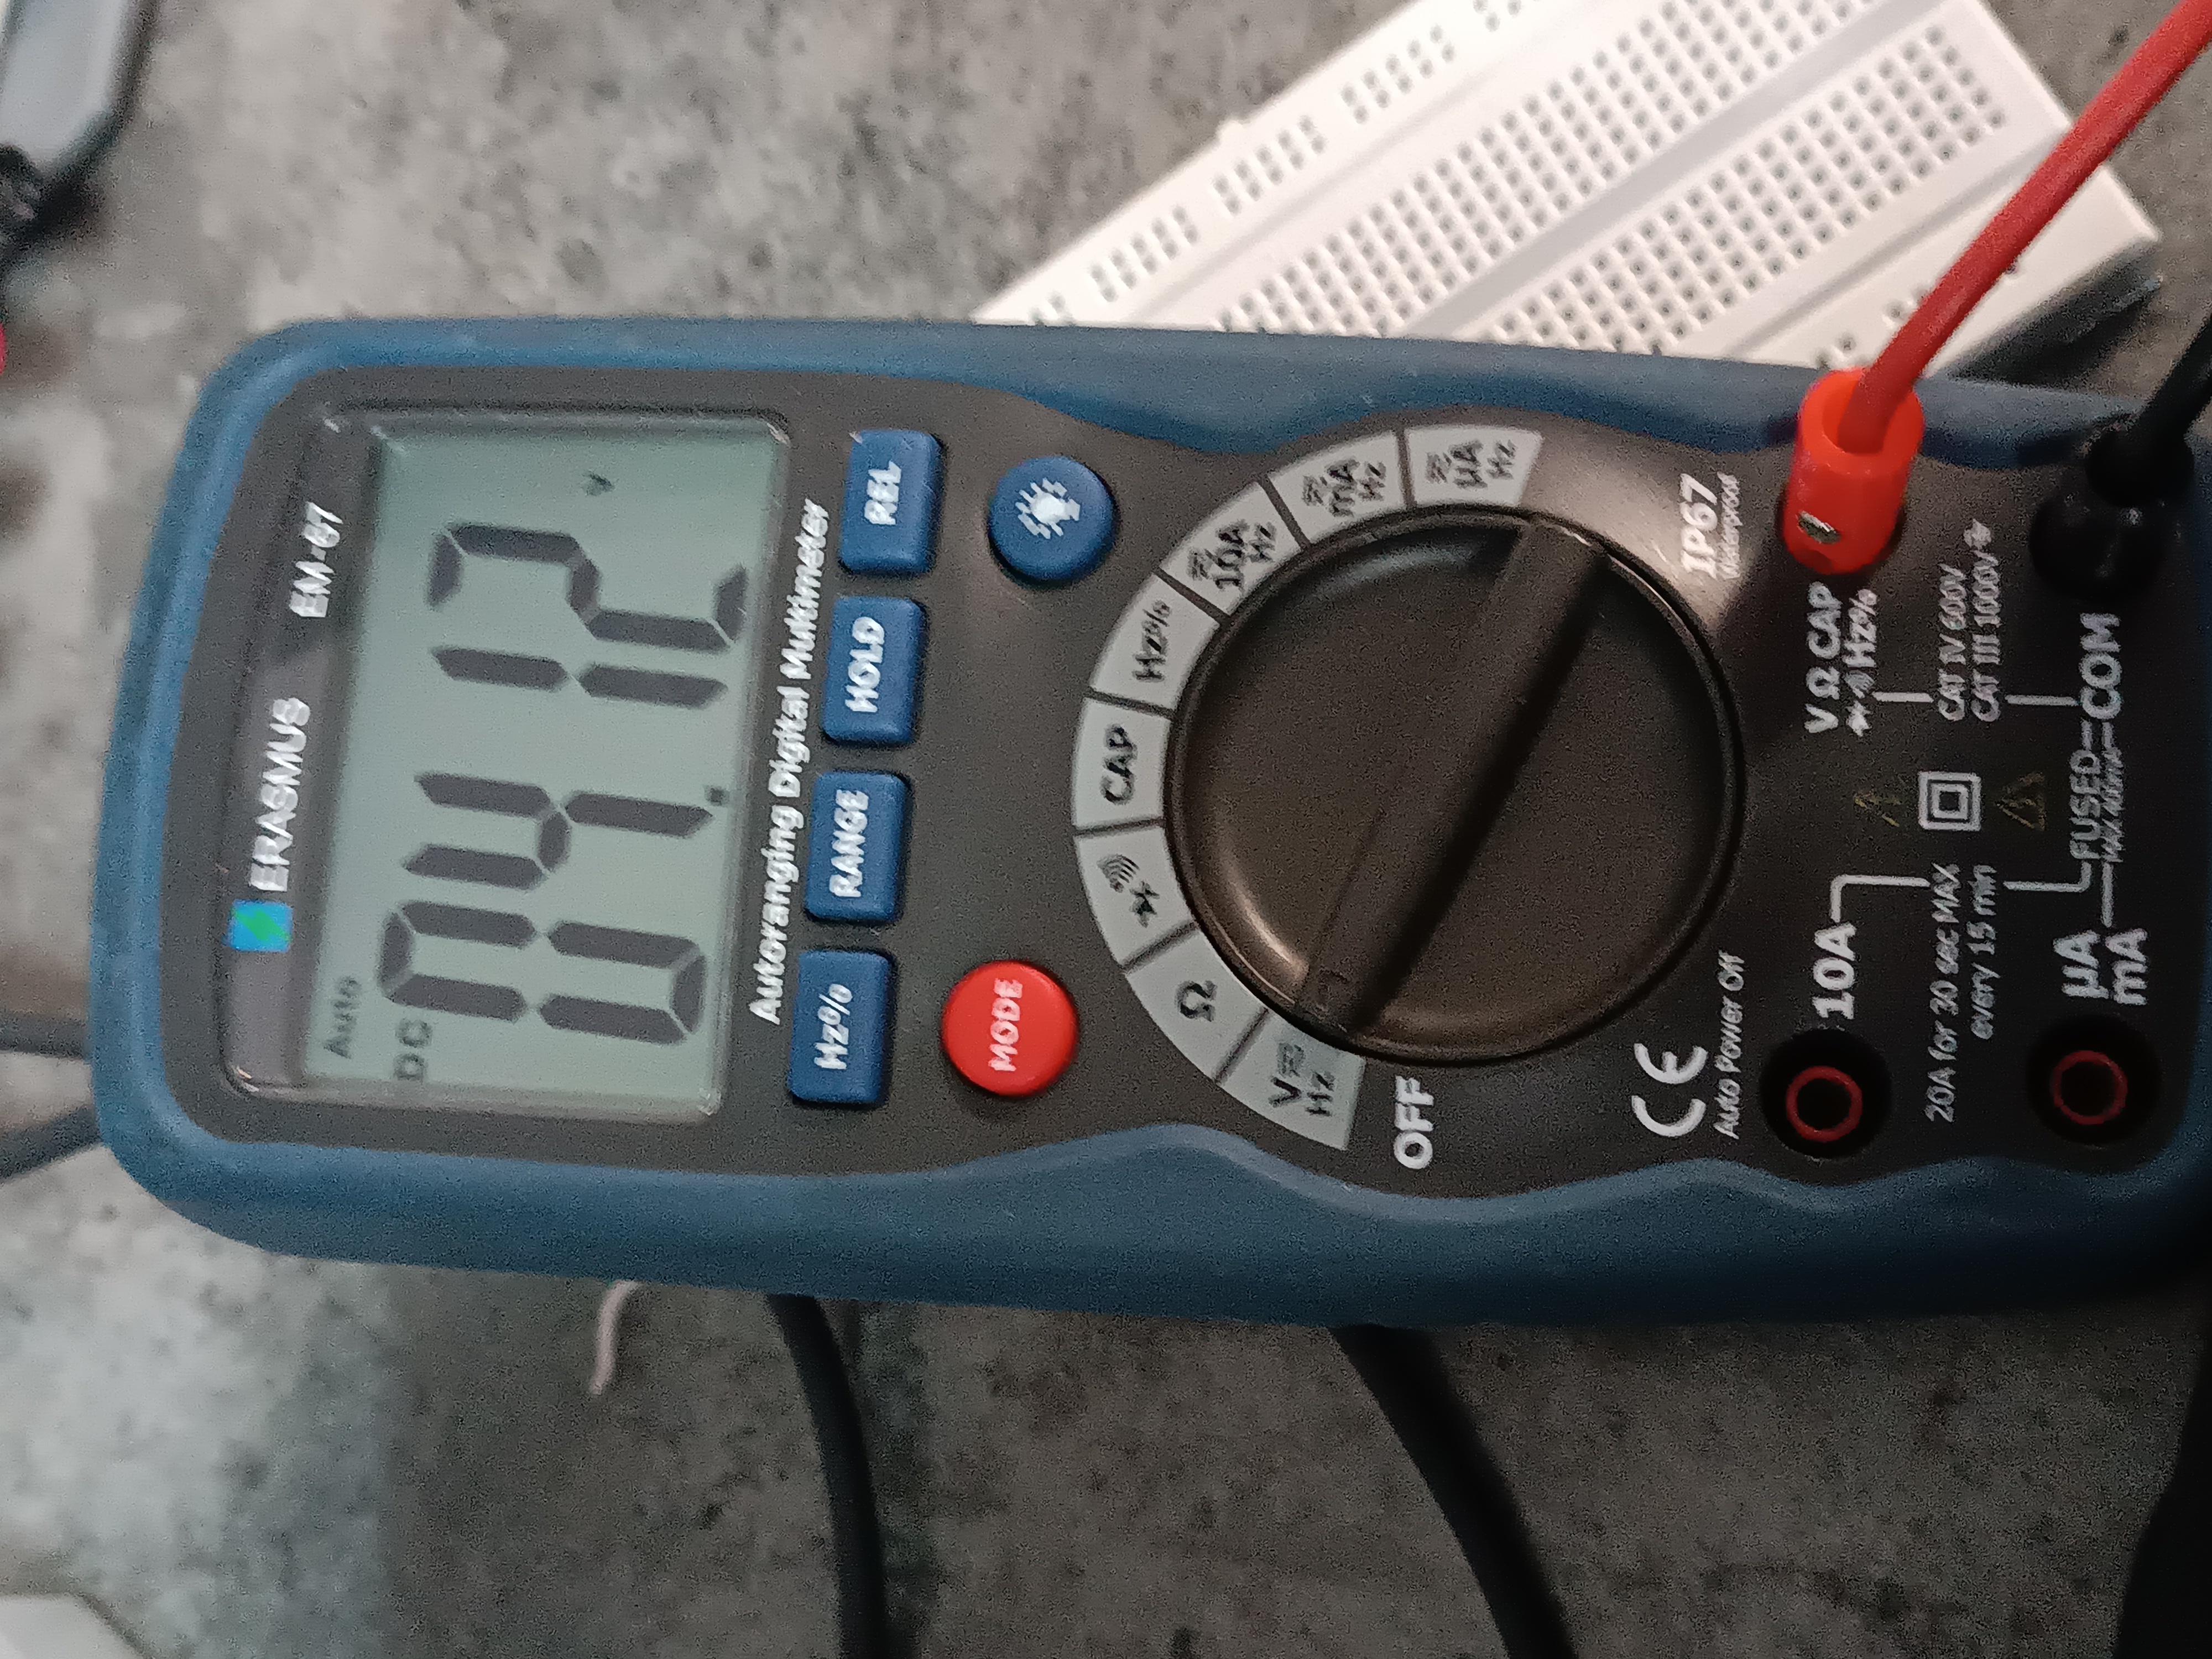 ERASMUS EM-07
Auto
DC
04.12 V
Autoranging Digital Multimeter
Hz% RANGE HOLD REL
MODE
OFF
V
Hz
Ω
CAP
Hz%
10A
Hz
mA
Hz
µA
Hz
CE
Auto Power Off
IP67
Waterproof
10A
V Ω CAP
Hz%
20A for 30 sec MAX
every 15 min
CAT IV 600V
CAT III 1000V
µA
mA
FUSED
COM